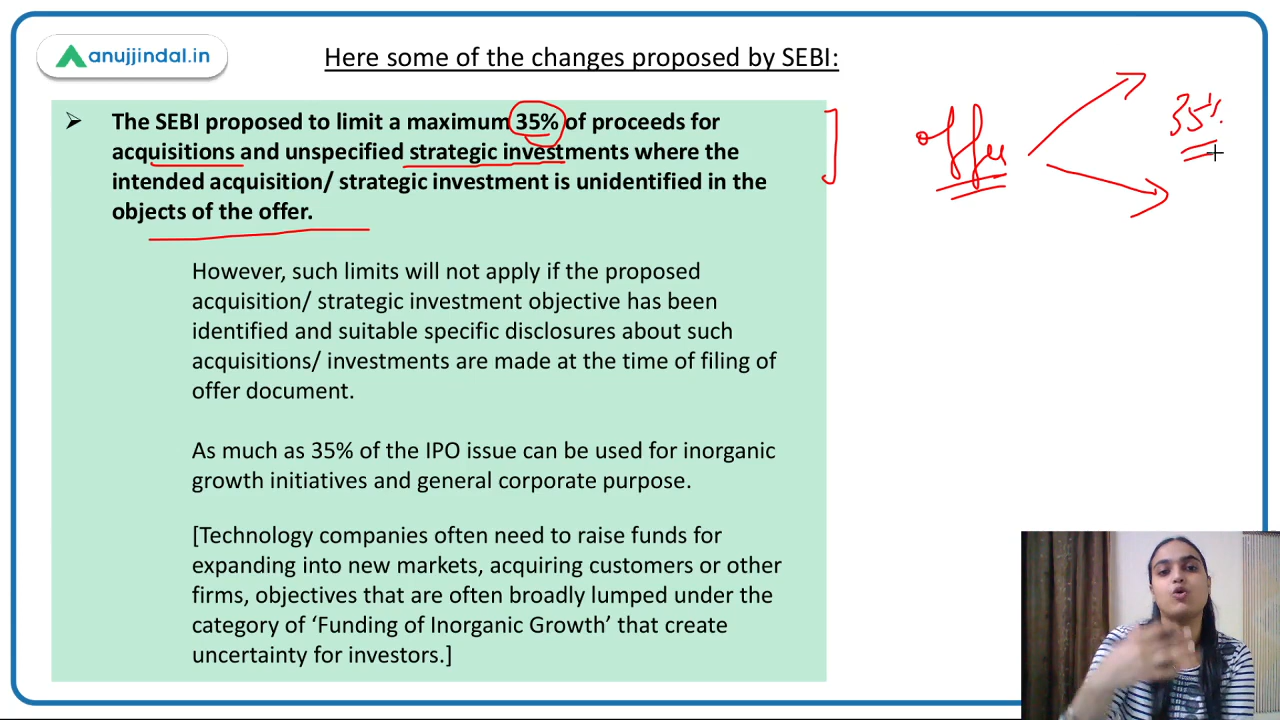 anujjindal.in
Here some of the changes proposed by SEBI:
The SEBI proposed to limit a maximum 35% of proceeds for
acquisitions and unspecified strategic investments where the
intended acquisition/ strategic investment is unidentified in the
objects of the offer.
offer
35%
However, such limits will not apply if the proposed
acquisition/ strategic investment objective has been
identified and suitable specific disclosures about such
acquisitions/ investments are made at the time of filing of
offer document.
As much as 35% of the IPO issue can be used for inorganic
growth initiatives and general corporate purpose.
[Technology companies often need to raise funds for
expanding into new markets, acquiring customers or other
firms, objectives that are often broadly lumped under the
category of ‘Funding of Inorganic Growth’ that create
uncertainty for investors.]